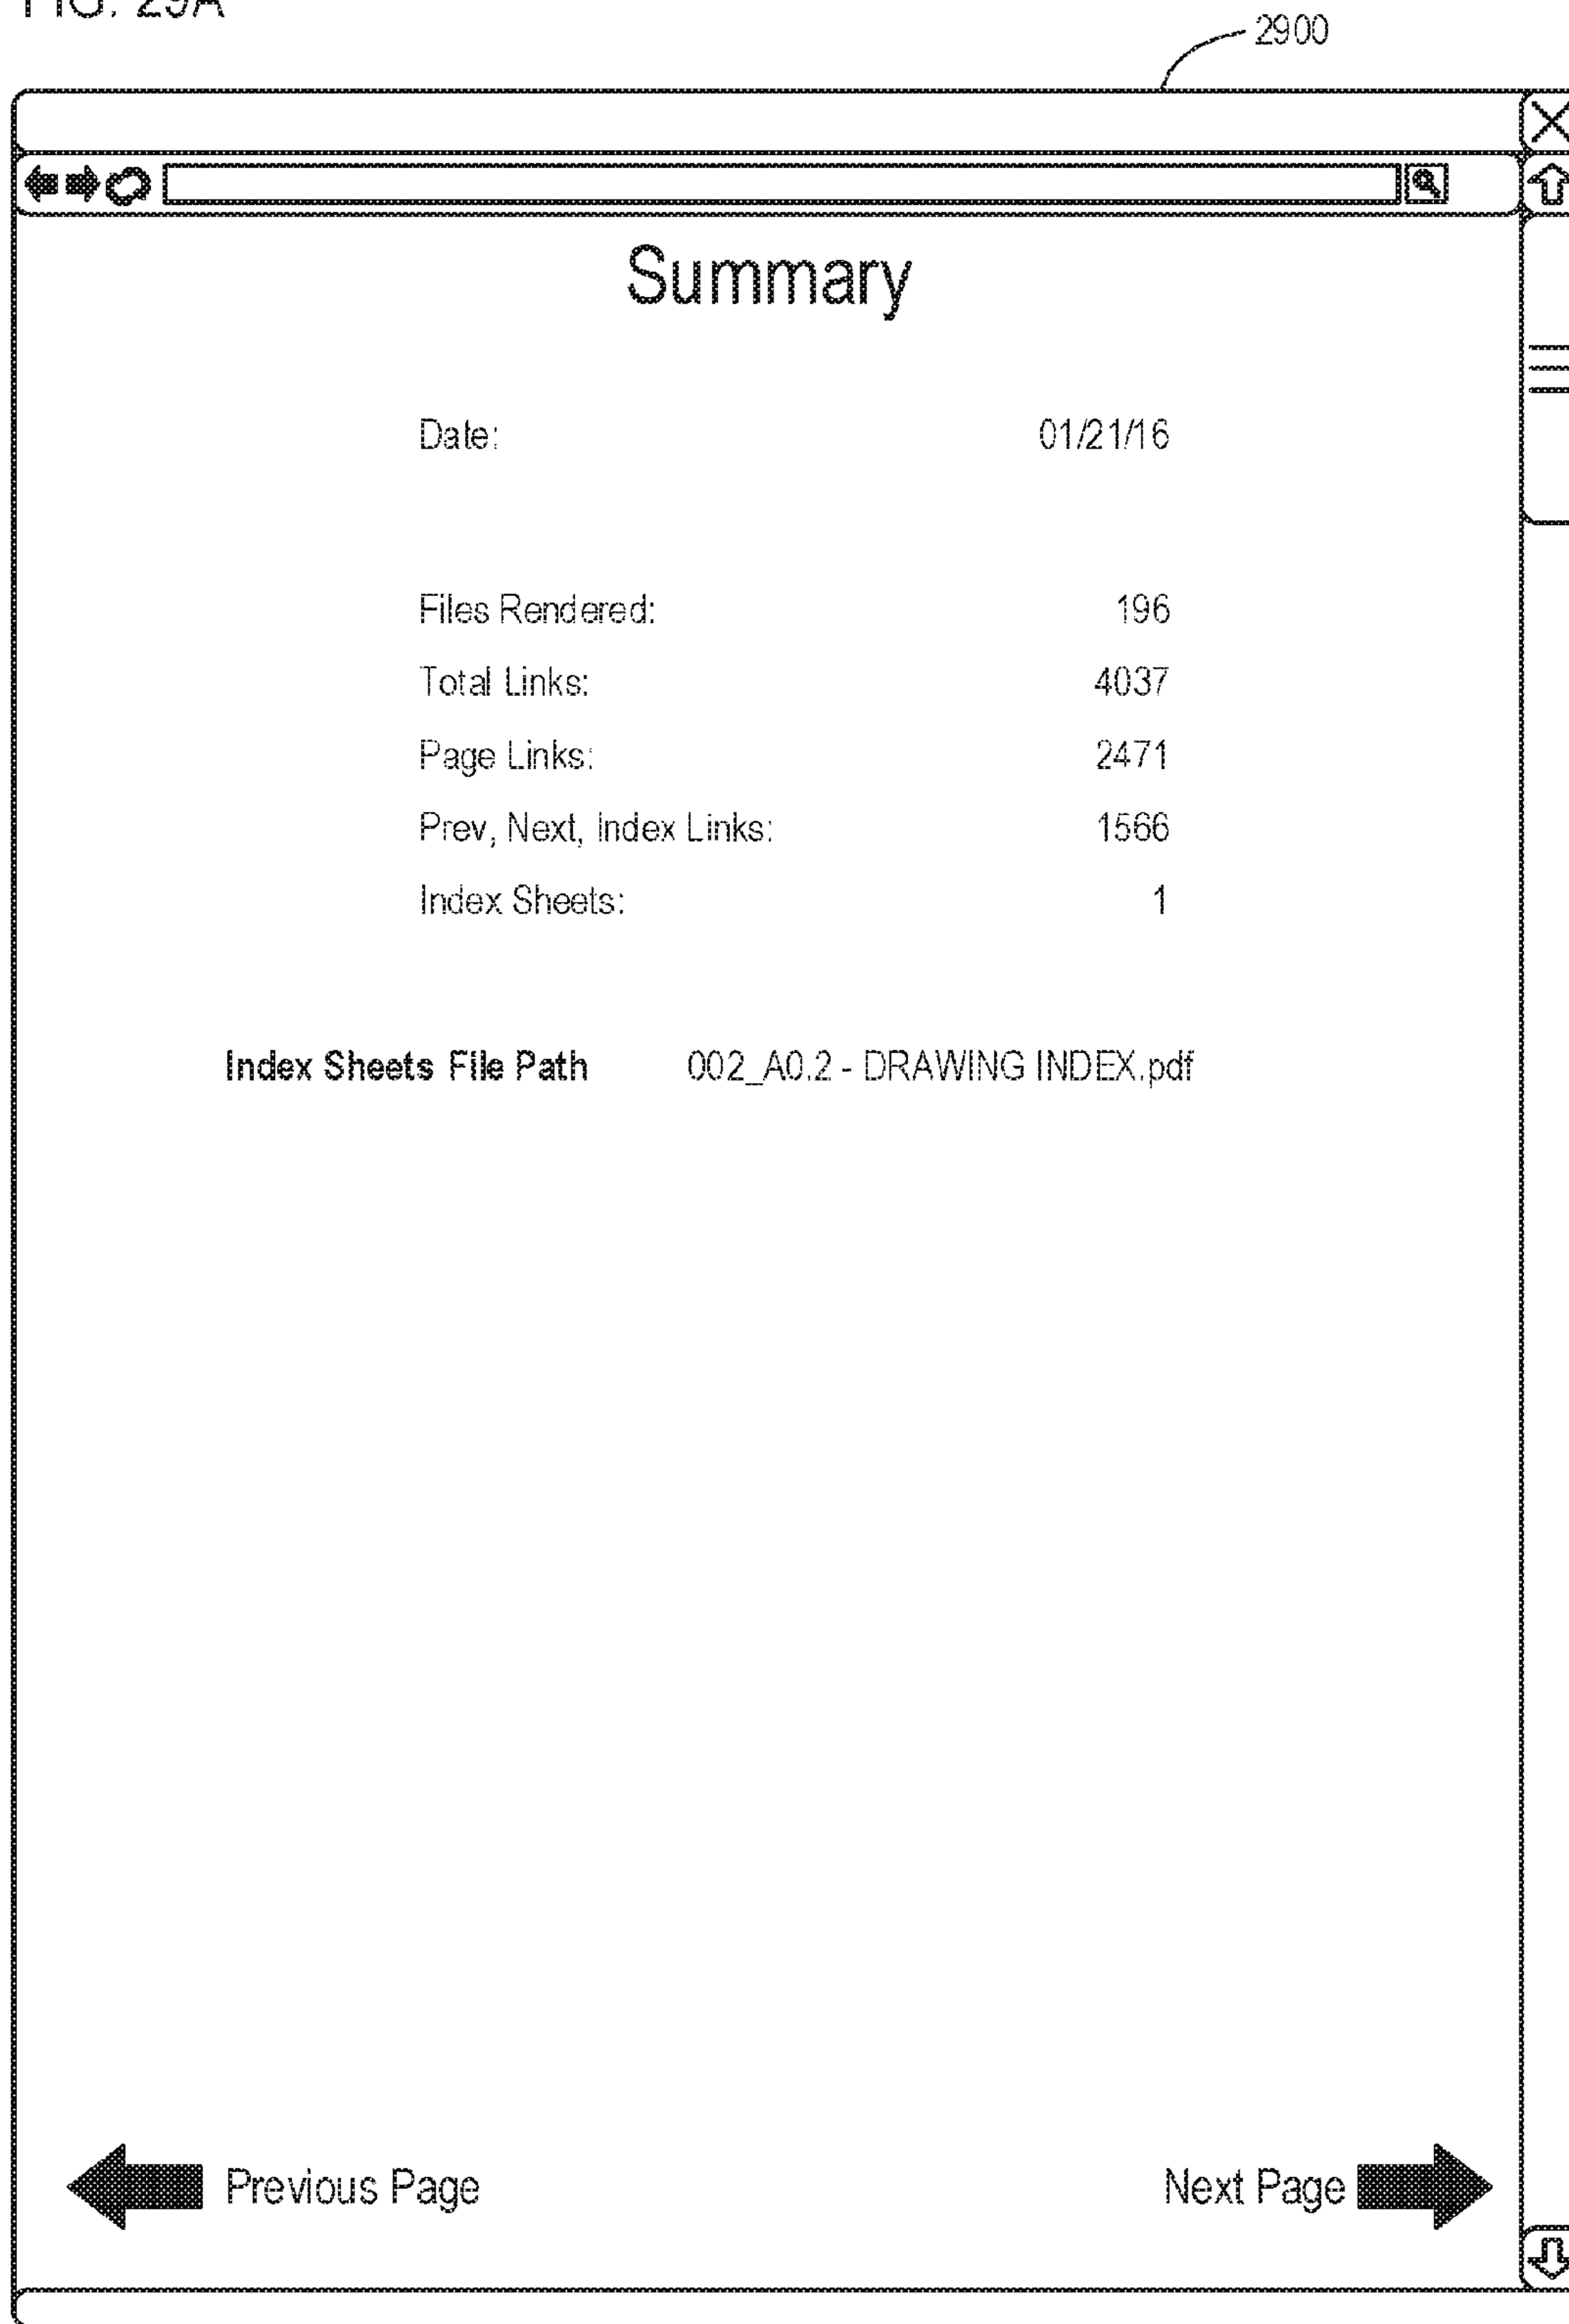 FIG. 29A
2900
Summary
Date: 01/21/16
Files Rendered: 196
Total Links: 4037
Page Links: 2471
Prev, Next, Index Links: 1566
Index Sheets: 1
Index Sheets File Path 002_A0.2 - DRAWING INDEX.pdf
Previous Page Next Page